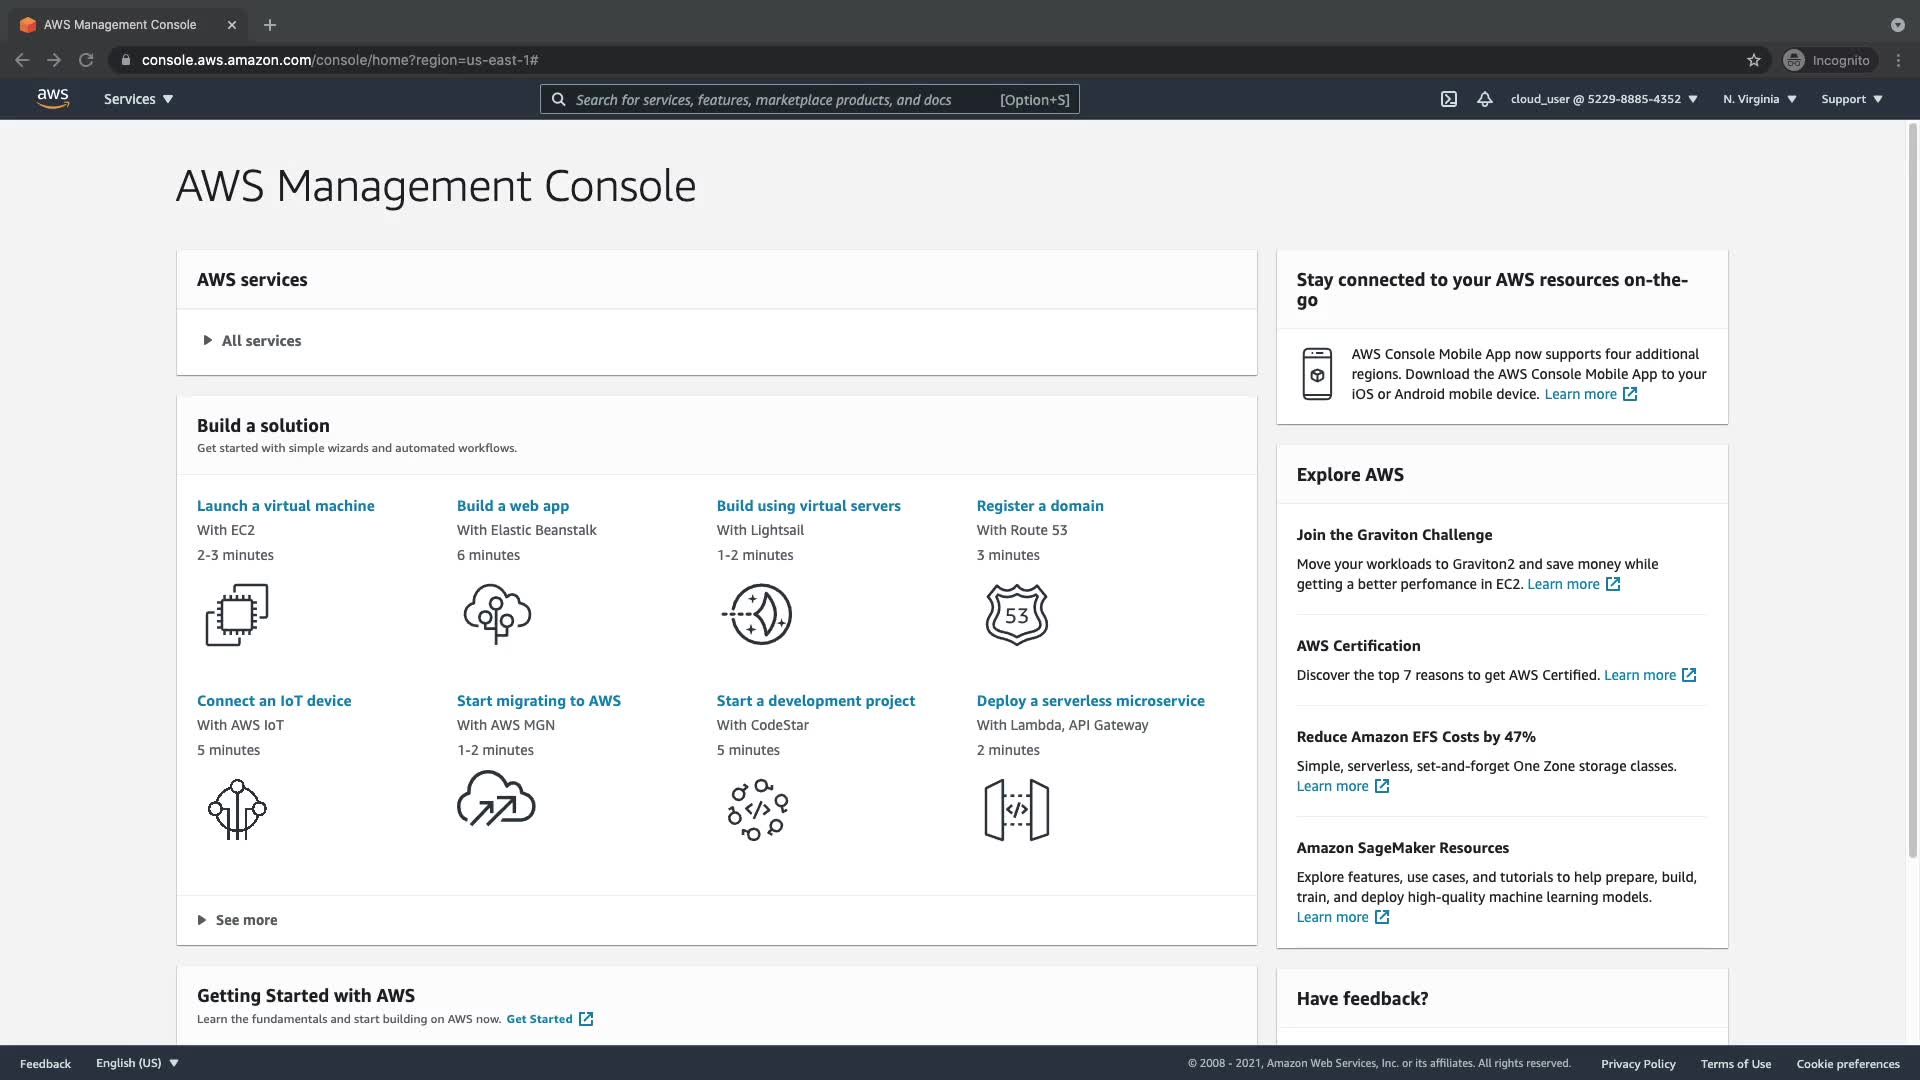 AWS Management Console
console.aws.amazon.com/console/home?region=us-east-1#
Incognito
aws
Services
Search for services, features, marketplace products, and docs
[Option+S]
cloud_user @ 5229-8885-4352
N. Virginia
Support
AWS Management Console
AWS services
All services
Build a solution
Get started with simple wizards and automated workflows.
Launch a virtual machine
With EC2
2-3 minutes
Build a web app
With Elastic Beanstalk
6 minutes
Build using virtual servers
With Lightsail
1-2 minutes
Register a domain
With Route 53
3 minutes
53
Connect an IoT device
With AWS IoT
5 minutes
Start migrating to AWS
With AWS MGN
1-2 minutes
Start a development project
With CodeStar
5 minutes
Deploy a serverless microservice
With Lambda, API Gateway
2 minutes
See more
Getting Started with AWS
Learn the fundamentals and start building on AWS now. Get Started
Stay connected to your AWS resources on-the-
go
AWS Console Mobile App now supports four additional
regions. Download the AWS Console Mobile App to your
iOS or Android mobile device. Learn more
Explore AWS
Join the Graviton Challenge
Move your workloads to Graviton2 and save money while
getting a better perfomance in EC2. Learn more
AWS Certification
Discover the top 7 reasons to get AWS Certified. Learn more
Reduce Amazon EFS Costs by 47%
Simple, serverless, set-and-forget One Zone storage classes.
Learn more
Amazon SageMaker Resources
Explore features, use cases, and tutorials to help prepare, build,
train, and deploy high-quality machine learning models.
Learn more
Have feedback?
Feedback
English (US)
© 2008 - 2021, Amazon Web Services, Inc. or its affiliates. All rights reserved.
Privacy Policy
Terms of Use
Cookie preferences